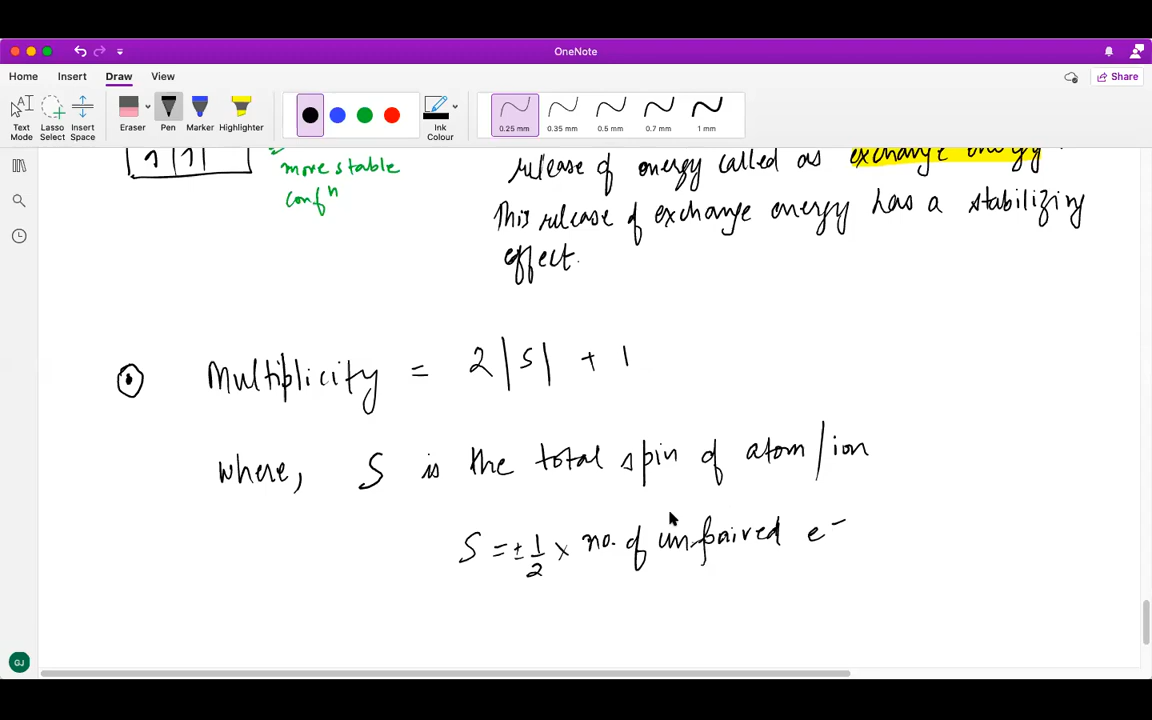 OneNote
Home Insert Draw View
Share
Text Mode
Lasso Select
Insert Space
Eraser
Pen
Marker
Highlighter
Ink Colour
0.25 mm
0.35 mm
0.5 mm
0.7 mm
1 mm
more stable
confⁿ
release of energy called as exchange energy.
This release of exchange energy has a stabilizing
effect.
Multiplicity = 2|S| + 1
where, S is the total spin of atom/ion
S = ± 1/2 × no. of unpaired e⁻
GJ